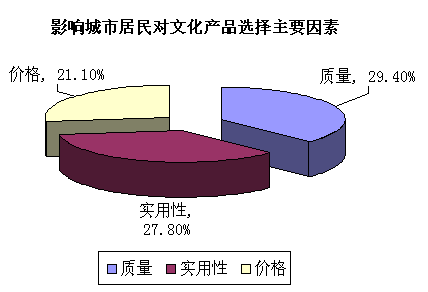 影响城市居民对文化产品选择主要因素
价格, 21.10%
质量, 29.40%
实用性,
27.80%
质量 实用性 价格